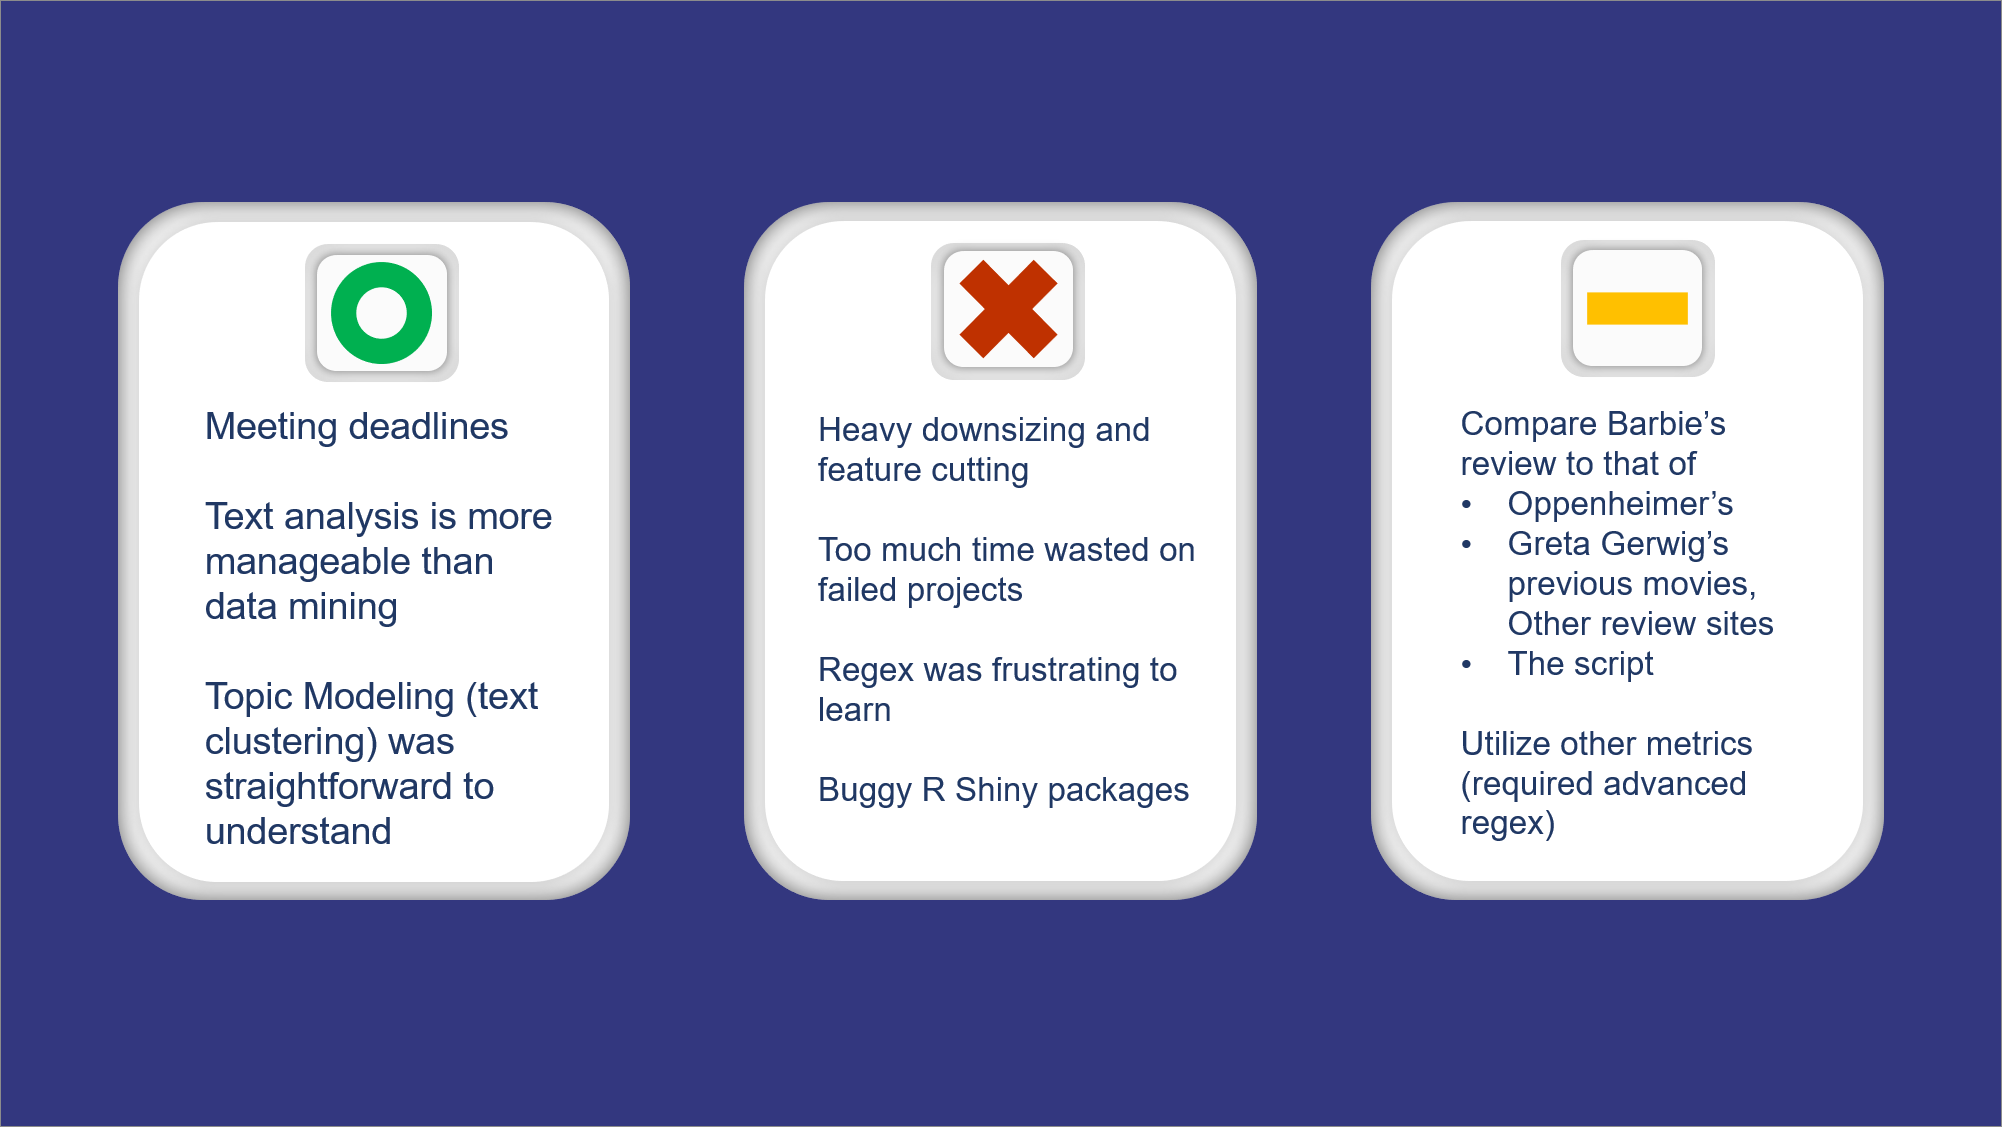 Meeting deadlines
Text analysis is more
manageable than
data mining
Topic Modeling (text
clustering) was
straightforward to
understand
Heavy downsizing and
feature cutting
Too much time wasted on
failed projects
Regex was frustrating to
learn
Buggy R Shiny packages
Compare Barbie’s
review to that of
• Oppenheimer’s
• Greta Gerwig’s
previous movies,
Other review sites
• The script
Utilize other metrics
(required advanced
regex)